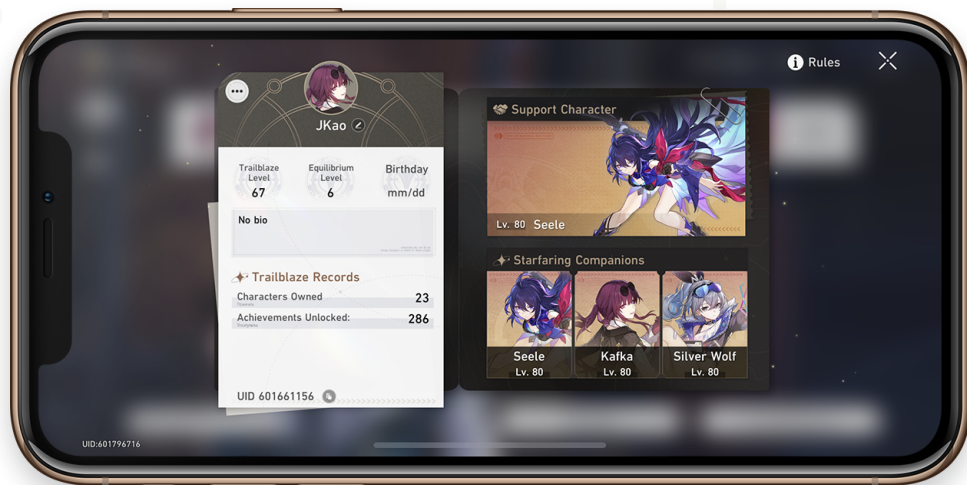 Rules
JKao
Trailblaze
Level
67
Equilibrium
Level
6
Birthday
mm/dd
No bio
Trailblaze Records
Characters Owned
23
Achievements Unlocked:
286
UID 601661156
Support Character
Lv. 80 Seele
Starfaring Companions
Seele
Lv. 80
Kafka
Lv. 80
Silver Wolf
Lv. 80
UID:601796716